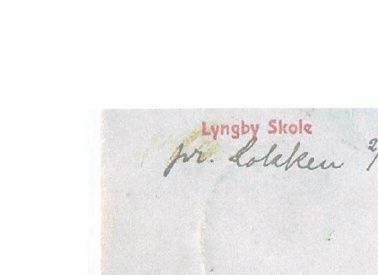 Lyngby Skole
pr. Løkken